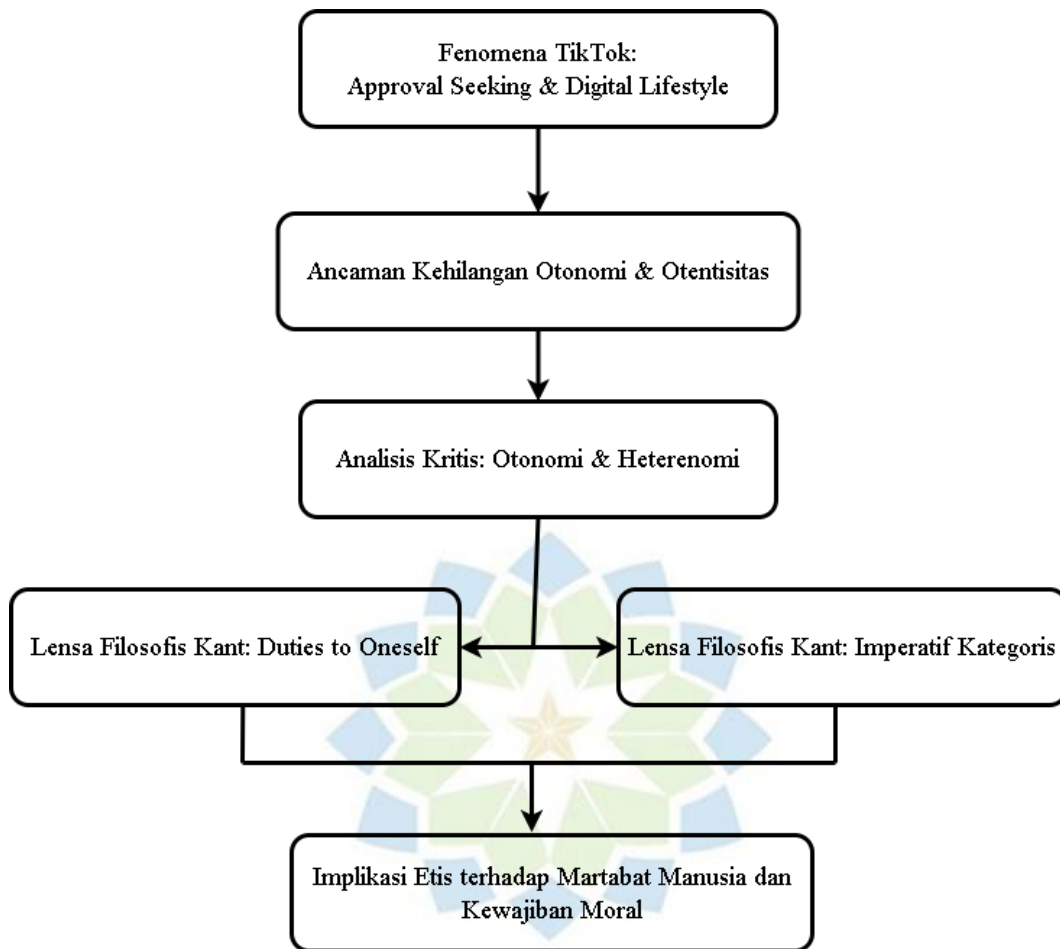 Fenomena TikTok:
Approval Seeking & Digital Lifestyle
Ancaman Kehilangan Otonomi & Otentisitas
Analisis Kritis: Otonomi & Heterenomi
Lensa Filosofis Kant: Duties to Oneself
Lensa Filosofis Kant: Imperatif Kategoris
Implikasi Etis terhadap Martabat Manusia dan
Kewajiban Moral